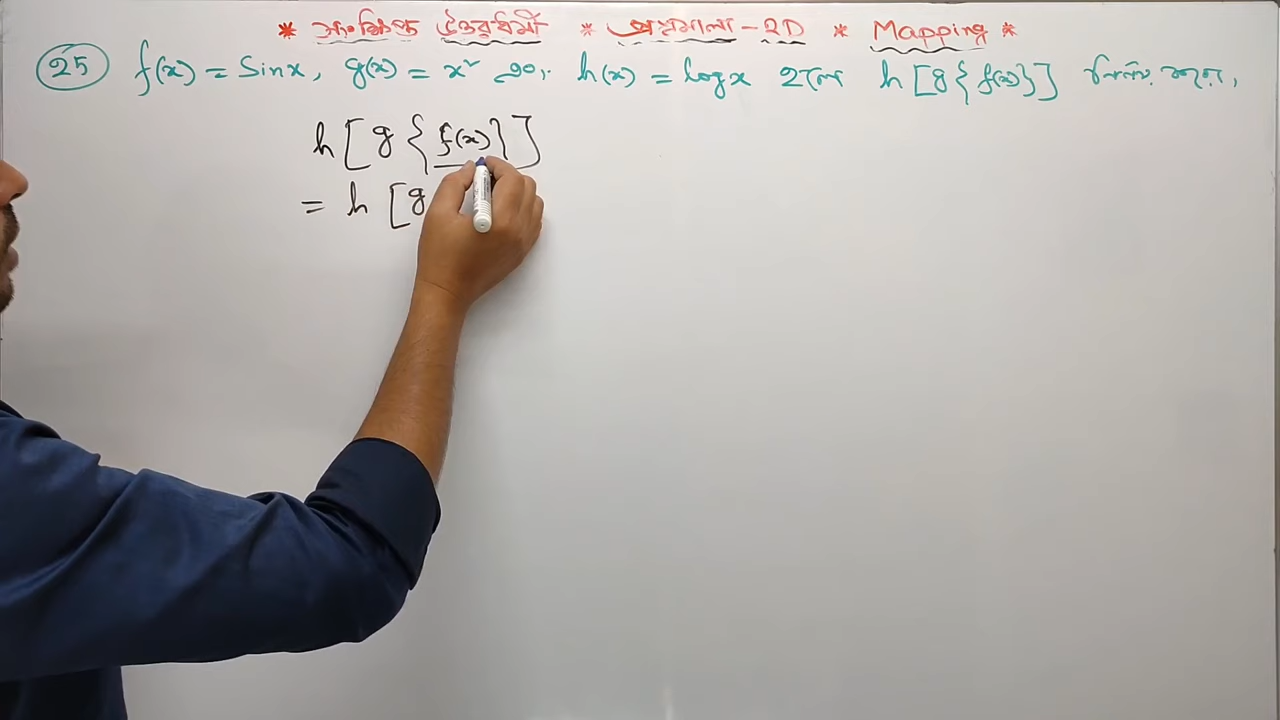 * সংক্ষিপ্ত উত্তরধর্মী * প্রশ্নমালা-2D * Mapping *
25 f(x) = Sinx, g(x) = x² এবং h(x) = logx হলে h[g{f(x)}] নির্ণয় কর,
h[g{f(x)}]
= h[g